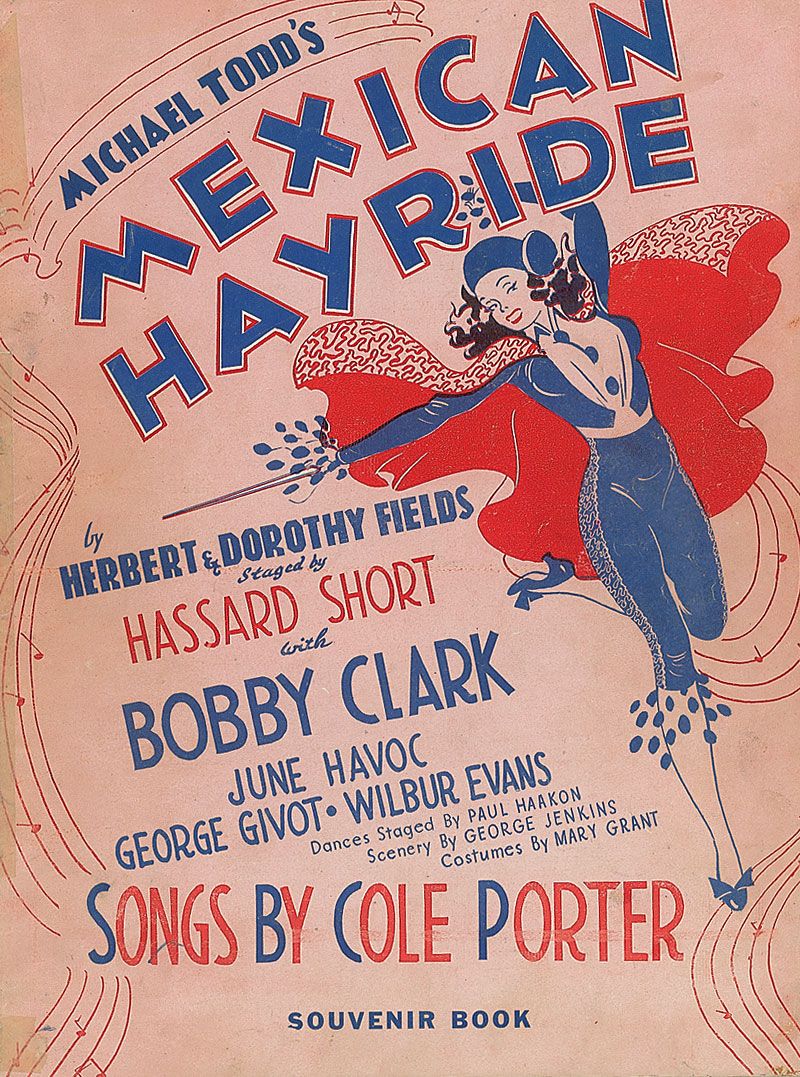 MICHAEL TODD'S
MEXICAN
HAYRIDE
by
HERBERT & DOROTHY FIELDS
Staged by
HASSARD SHORT
with
BOBBY CLARK
JUNE HAVOC
GEORGE GIVOT • WILBUR EVANS
Dances Staged By PAUL HAAKON
Scenery By GEORGE JENKINS
Costumes By MARY GRANT
SONGS BY COLE PORTER
SOUVENIR BOOK